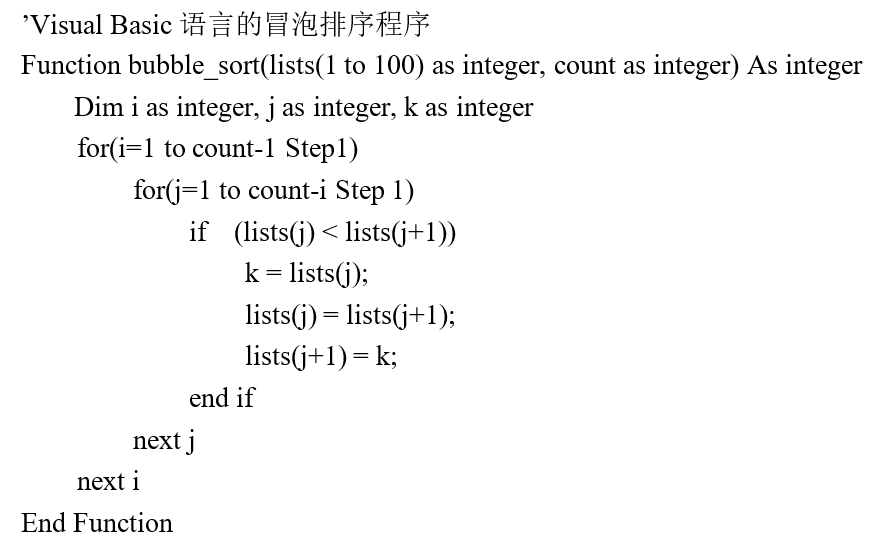 ’Visual Basic 语言的冒泡排序程序
Function bubble_sort(lists(1 to 100) as integer, count as integer) As integer
Dim i as integer, j as integer, k as integer
for(i=1 to count-1 Step1)
for(j=1 to count-i Step 1)
if (lists(j) < lists(j+1))
k = lists(j);
lists(j) = lists(j+1);
lists(j+1) = k;
end if
next j
next i
End Function